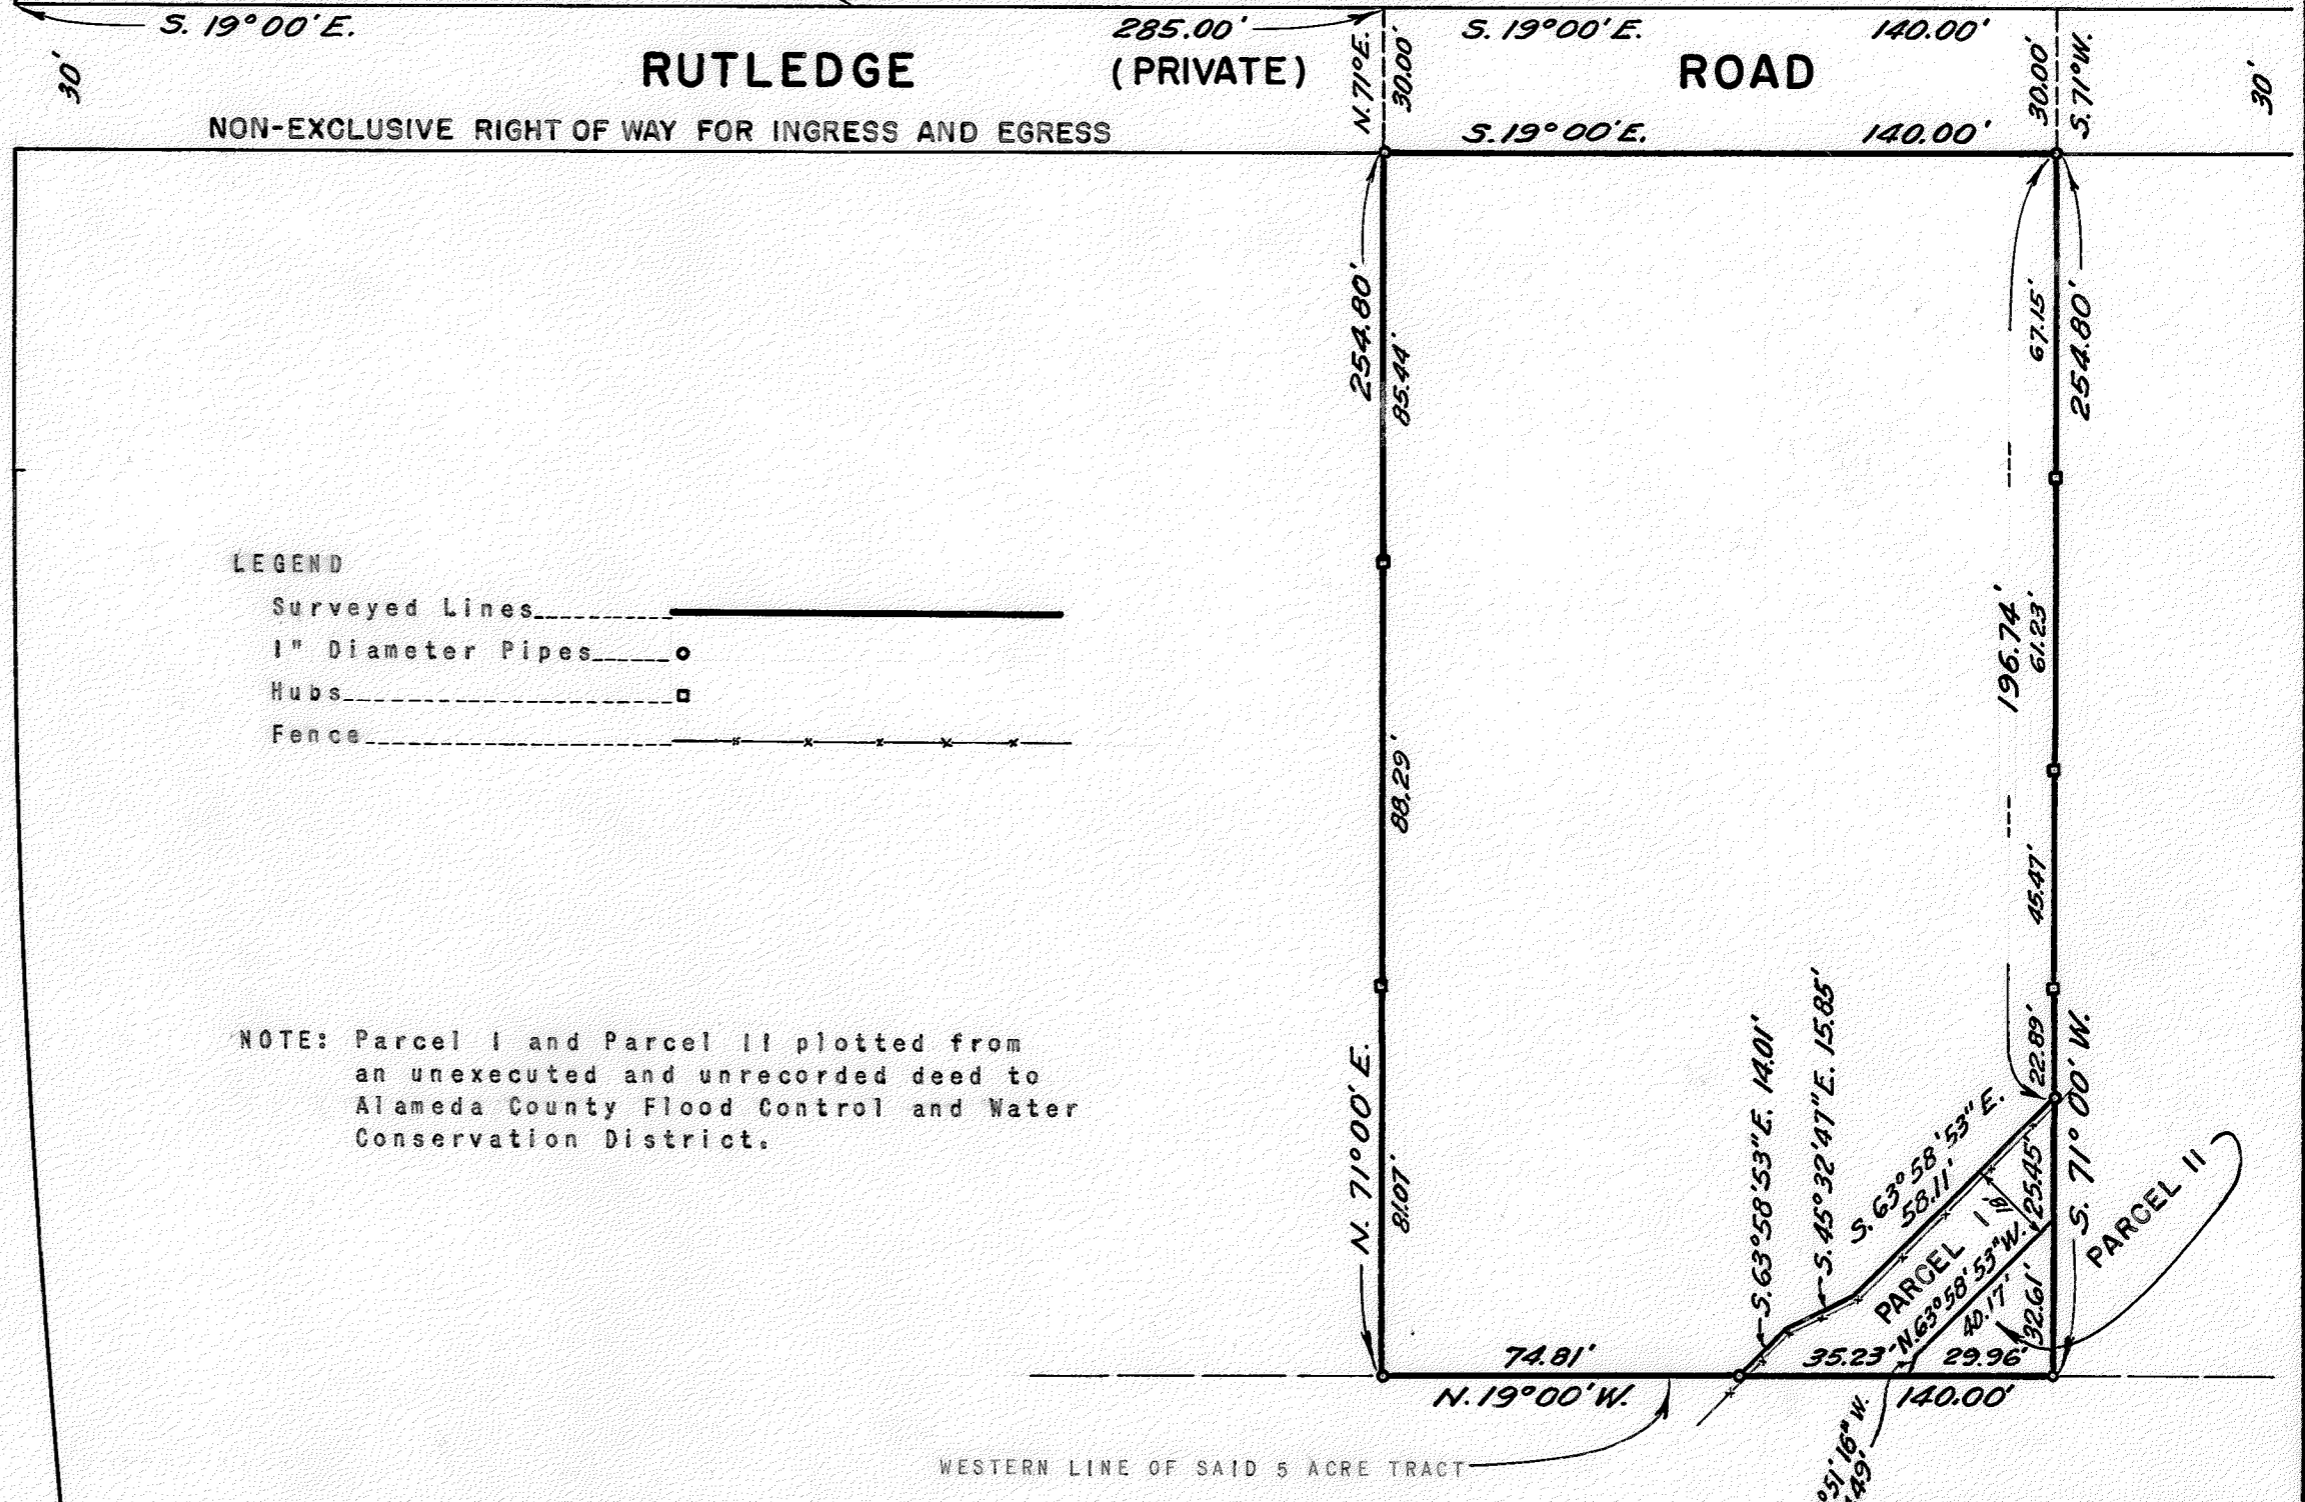 S. 19°00' E.
285.00'
S. 19°00' E.
140.00'
30'
RUTLEDGE
(PRIVATE)
ROAD
N. 71° E.
30.00'
30.00'
S. 71° W.
30'
NON-EXCLUSIVE RIGHT OF WAY FOR INGRESS AND EGRESS
S. 19°00' E.
140.00'
254.80'
85.44'
67.15'
254.80'
LEGEND
Surveyed Lines
1" Diameter Pipes
Hubs
Fence
88.29'
196.74'
61.23'
45.47'
NOTE: Parcel I and Parcel II plotted from
an unexecuted and unrecorded deed to
Alameda County Flood Control and Water
Conservation District.
N. 71°00' E.
81.07'
S. 63°58'53" E. 14.01'
S. 45°32'47" E. 15.85'
S. 63°58'53" E.
58.11'
22.89'
S. 71°00' W.
25.45'
PARCEL I
18'
N. 63°58'53" W.
40.17'
32.61'
PARCEL II
74.81'
35.23'
29.96'
N. 19°00' W.
140.00'
WESTERN LINE OF SAID 5 ACRE TRACT
°51'16" W.
.49'